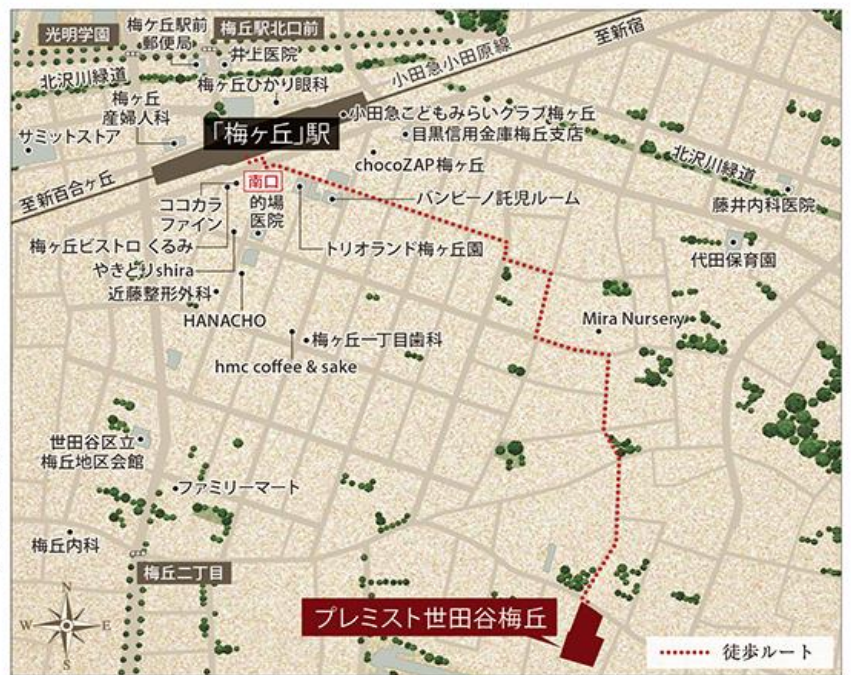 光明学園
梅ケ丘駅前
郵便局
梅丘駅北口前
井上医院
至新宿
小田急小田原線
北沢川緑道
梅ヶ丘ひかり眼科
梅ヶ丘
産婦人科
サミットストア
「梅ヶ丘」駅
小田急こどもみらいクラブ梅ヶ丘
目黒信用金庫梅丘支店
chocoZAP梅ヶ丘
北沢川緑道
至新百合ヶ丘
南口
ココカラ
ファイン
的場
医院
バンビーノ託児ルーム
藤井内科医院
梅ヶ丘ビストロ くるみ
トリオランド梅ヶ丘園
代田保育園
やきとりshira
近藤整形外科
HANACHO
Mira Nursery
梅ヶ丘一丁目歯科
hmc coffee & sake
世田谷区立
梅丘地区会館
ファミリーマート
梅丘内科
梅丘二丁目
N
W
E
S
プレミスト世田谷梅丘
徒歩ルート